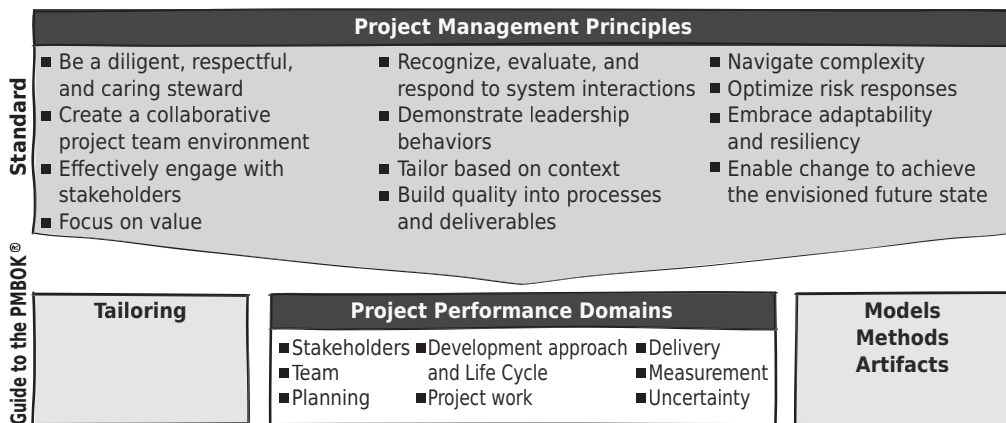 Project Management Principles
Standard
■ Be a diligent, respectful,
and caring steward
■ Create a collaborative
project team environment
■ Effectively engage with
stakeholders
■ Focus on value
■ Recognize, evaluate, and
respond to system interactions
■ Demonstrate leadership
behaviors
■ Tailor based on context
■ Build quality into processes
and deliverables
■ Navigate complexity
■ Optimize risk responses
■ Embrace adaptability
and resiliency
■ Enable change to achieve
the envisioned future state
Guide to the PMBOK®
Tailoring
Project Performance Domains
■ Stakeholders
■ Team
■ Planning
■ Development approach
and Life Cycle
■ Project work
■ Delivery
■ Measurement
■ Uncertainty
Models
Methods
Artifacts